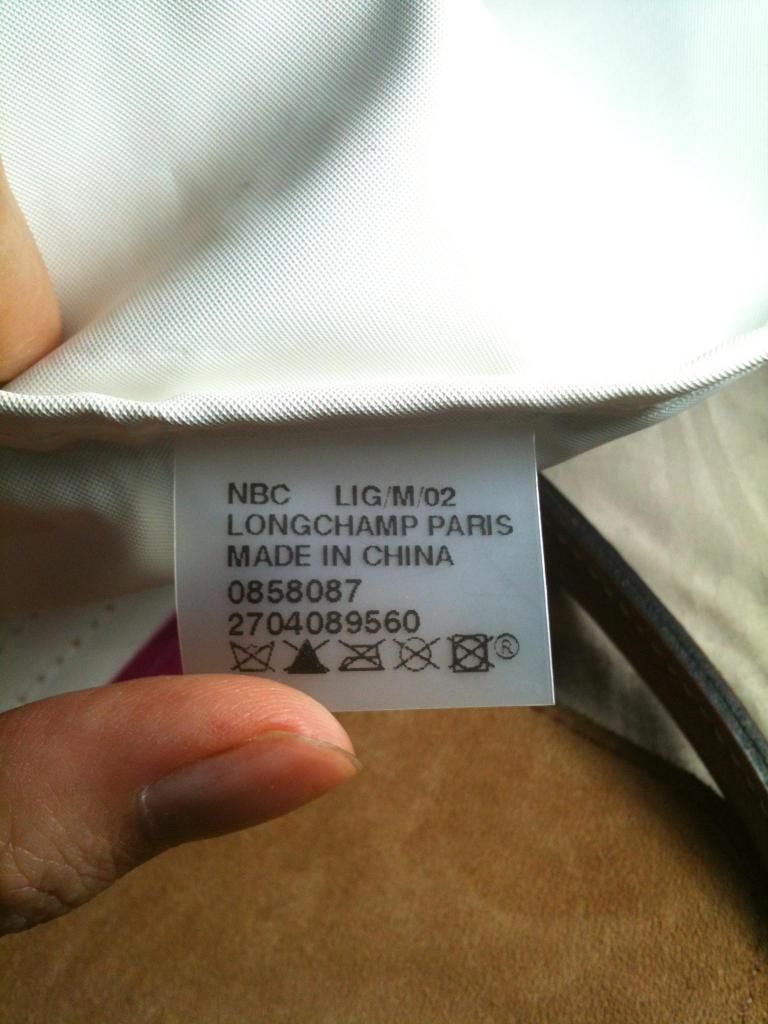 NBC LIG/M/02
LONGCHAMP PARIS
MADE IN CHINA
0858087
2704089560
®